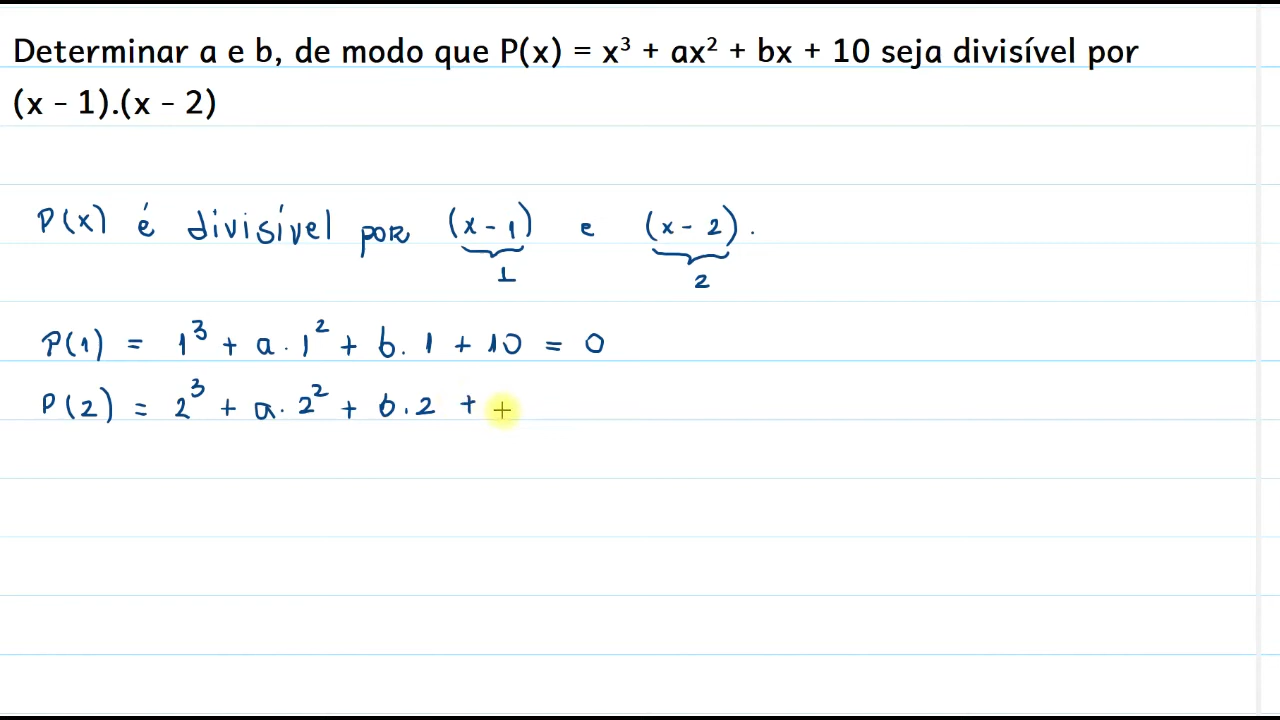 Determinar a e b, de modo que P(x) = x³ + ax² + bx + 10 seja divisível por
(x - 1).(x - 2)
P(x) é divisível por (x - 1) e (x - 2).
1 2
P(1) = 1³ + a . 1² + b . 1 + 10 = 0
P(2) = 2³ + a . 2² + b . 2 +